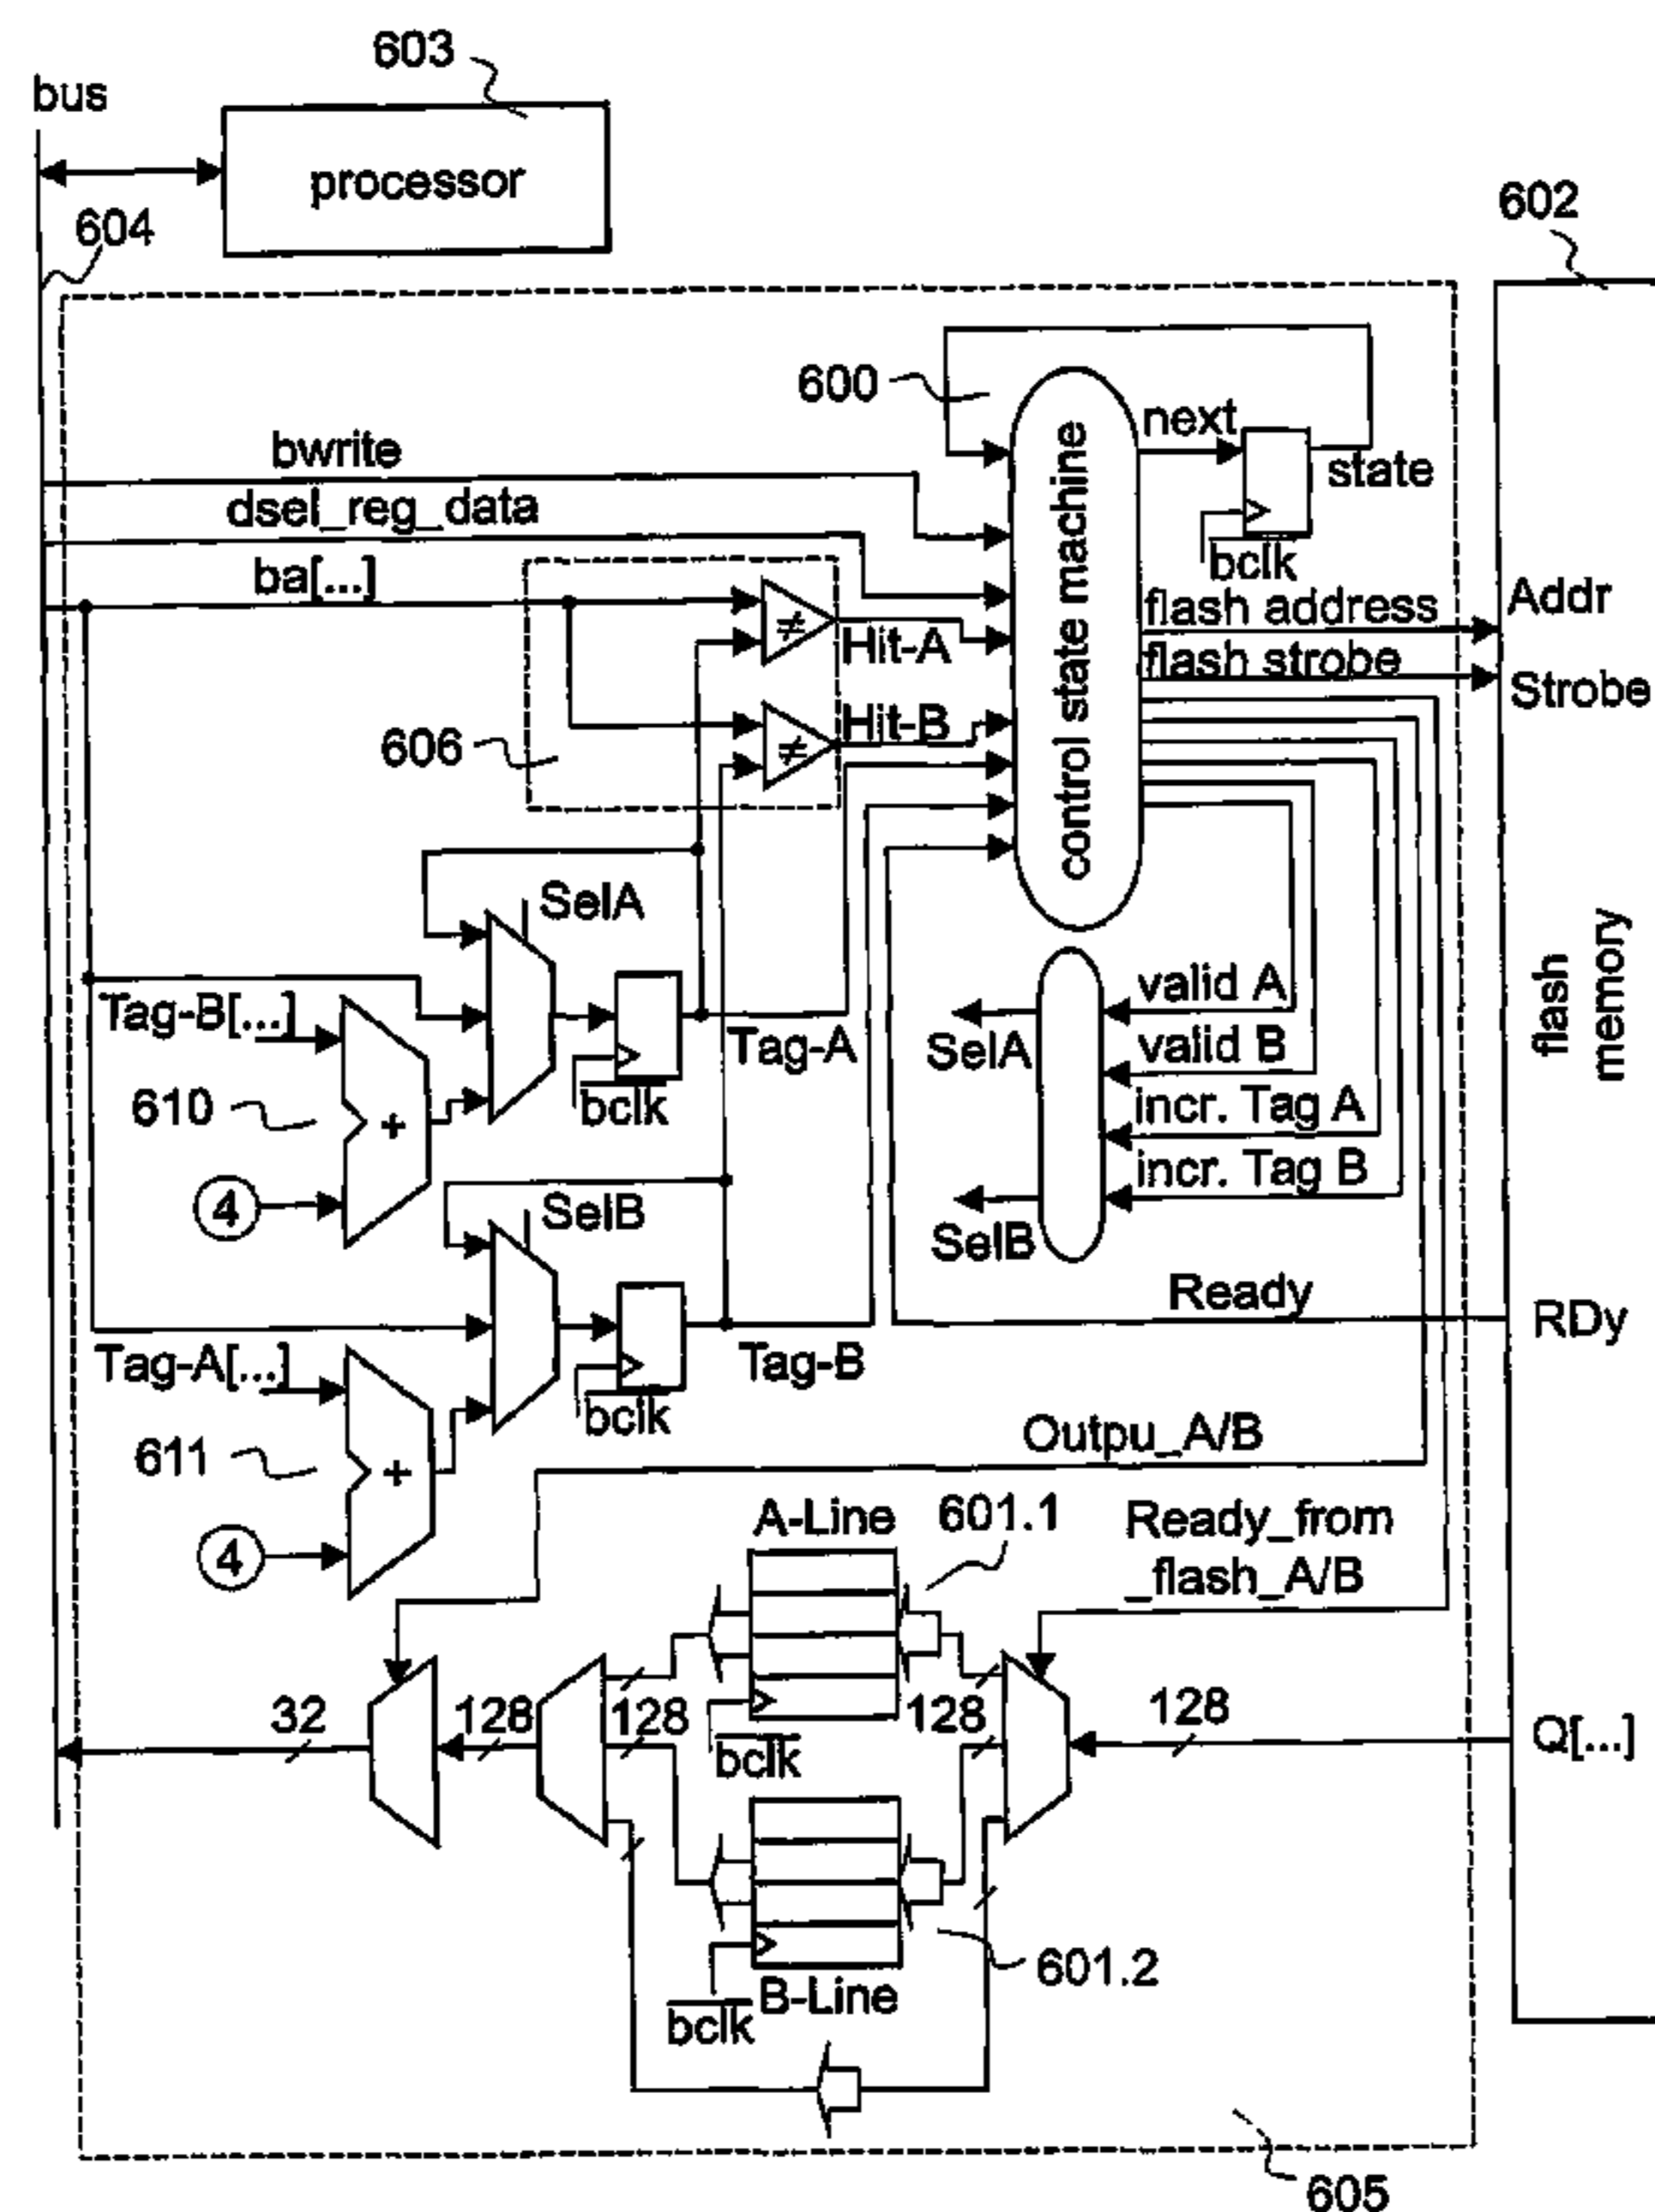 603
bus
processor
604
602
600
next
state
bclk
control state machine
bwrite
dsel_reg_data
ba[...]
≠
Hit-A
≠
Hit-B
606
flash address
Addr
flash strobe
Strobe
SelA
Tag-B[...]
Tag-A
bclk
610
+
4
valid A
SelA
valid B
incr. Tag A
incr. Tag B
SelB
flash
memory
SelB
Tag-A[...]
Tag-B
bclk
611
+
4
Ready
RDy
Outpu_A/B
A-Line
601.1
Ready_from
_flash_A/B
32
128
128
128
128
Q[...]
bclk
B-Line
bclk
601.2
605